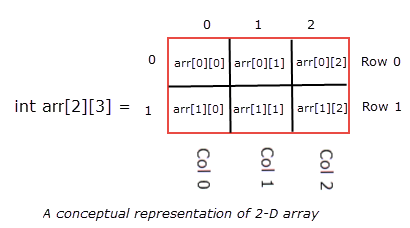 0 1 2
0 arr[0][0] arr[0][1] arr[0][2] Row 0
int arr[2][3] = 1 arr[1][0] arr[1][1] arr[1][2] Row 1
Col 0 Col 1 Col 2
A conceptual representation of 2-D array